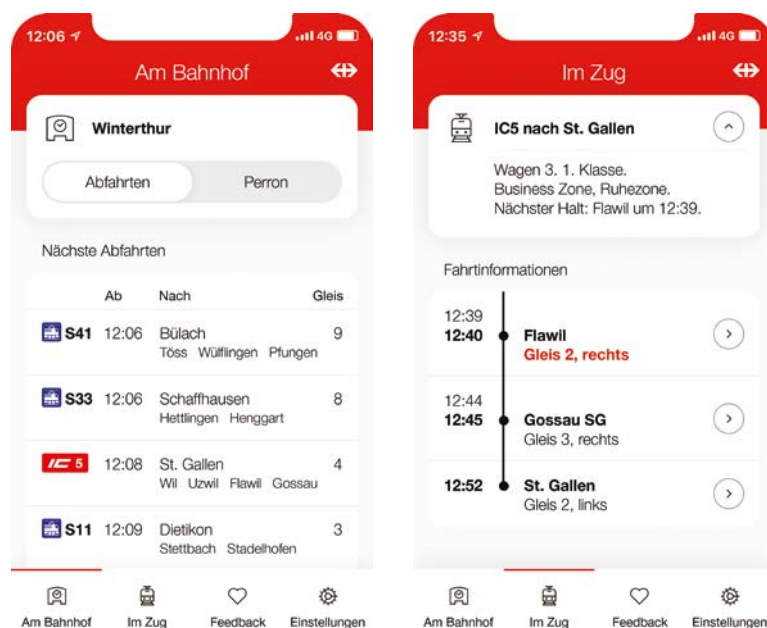 12:06
4G
Am Bahnhof
Winterthur
Abfahrten Perron
Nächste Abfahrten
Ab Nach Gleis
S41 12:06 Bülach 9
Töss Wülflingen Pfungen
S33 12:06 Schaffhausen 8
Hettlingen Henggart
IC 5 12:08 St. Gallen 4
Wil Uzwil Flawil Gossau
S11 12:09 Dietikon 3
Stettbach Stadelhofen
Am Bahnhof Im Zug Feedback Einstellungen
12:35
4G
Im Zug
IC5 nach St. Gallen
Wagen 3. 1. Klasse.
Business Zone, Ruhezone.
Nächster Halt: Flawil um 12:39.
Fahrtinformationen
12:39
12:40 Flawil
Gleis 2, rechts
12:44
12:45 Gossau SG
Gleis 3, rechts
12:52 St. Gallen
Gleis 2, links
Am Bahnhof Im Zug Feedback Einstellungen